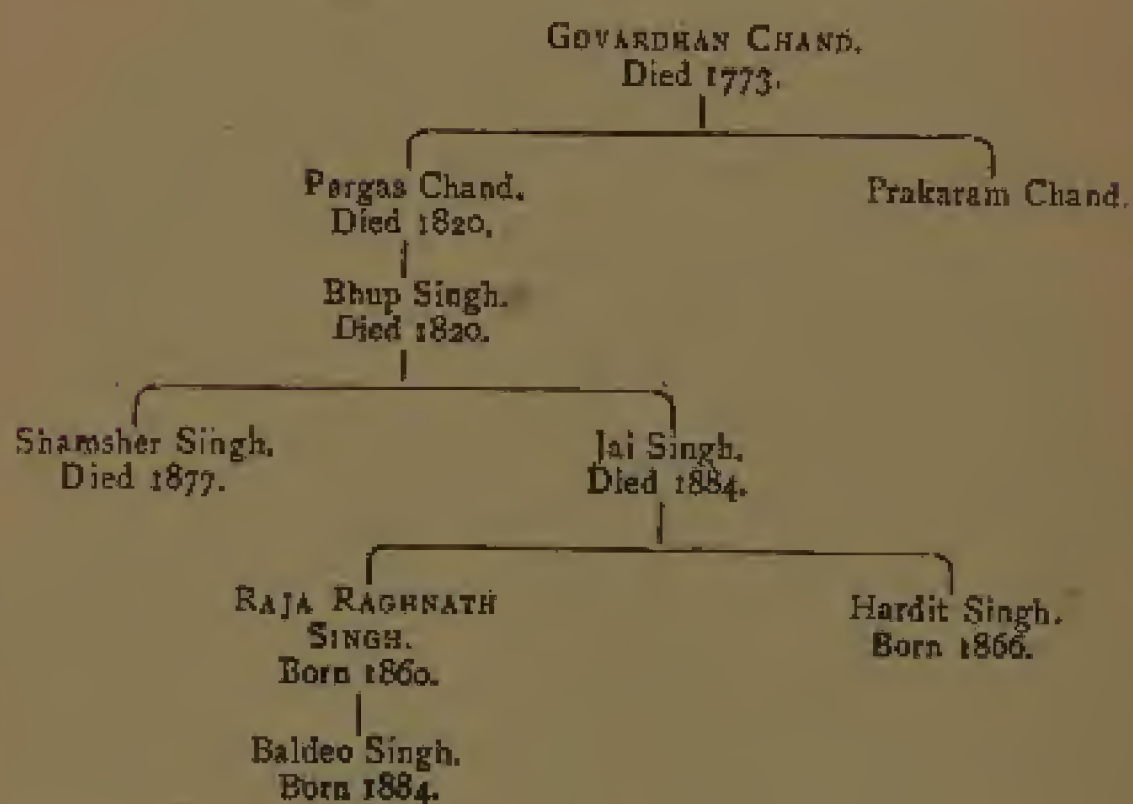 GOVARDHAN CHAND.
Died 1773.
Pargas Chand.
Died 1820.
Prakaram Chand.
Bhup Singh.
Died 1820.
Shamsher Singh.
Died 1877.
Jai Singh.
Died 1884.
RAJA RAGHNATH
SINGH.
Born 1860.
Hardit Singh.
Born 1866.
Baldeo Singh.
Born 1884.